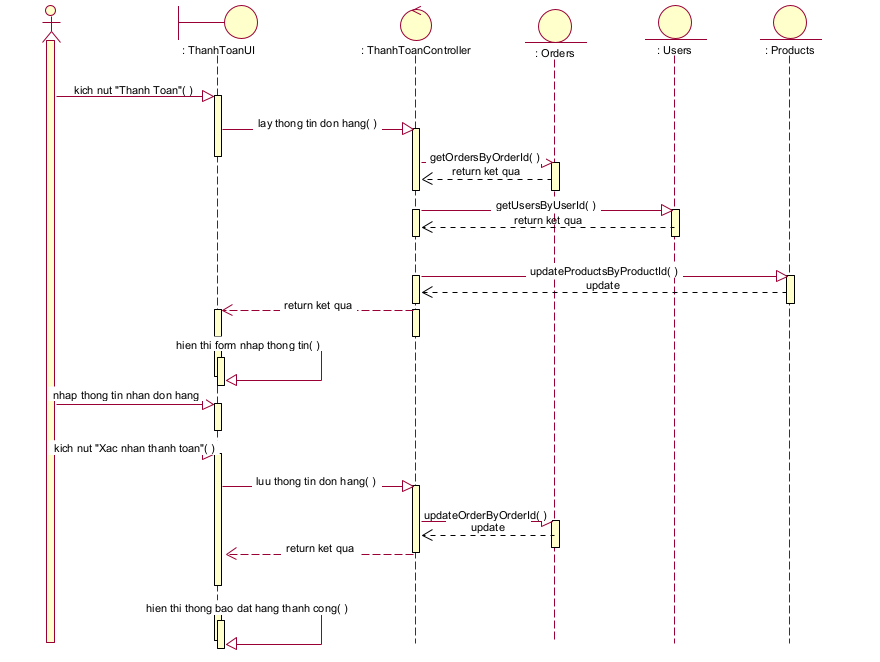 : ThanhToanUI
: ThanhToanController
: Orders
: Users
: Products
kich nut "Thanh Toan"( )
lay thong tin don hang( )
getOrdersByOrderId( )
return ket qua
getUsersByUserId( )
return ket qua
updateProductsByProductId( )
update
return ket qua
hien thi form nhap thong tin( )
nhap thong tin nhan don hang
kich nut "Xac nhan thanh toan"( )
luu thong tin don hang( )
updateOrderByOrderId( )
update
return ket qua
hien thi thong bao dat hang thanh cong( )